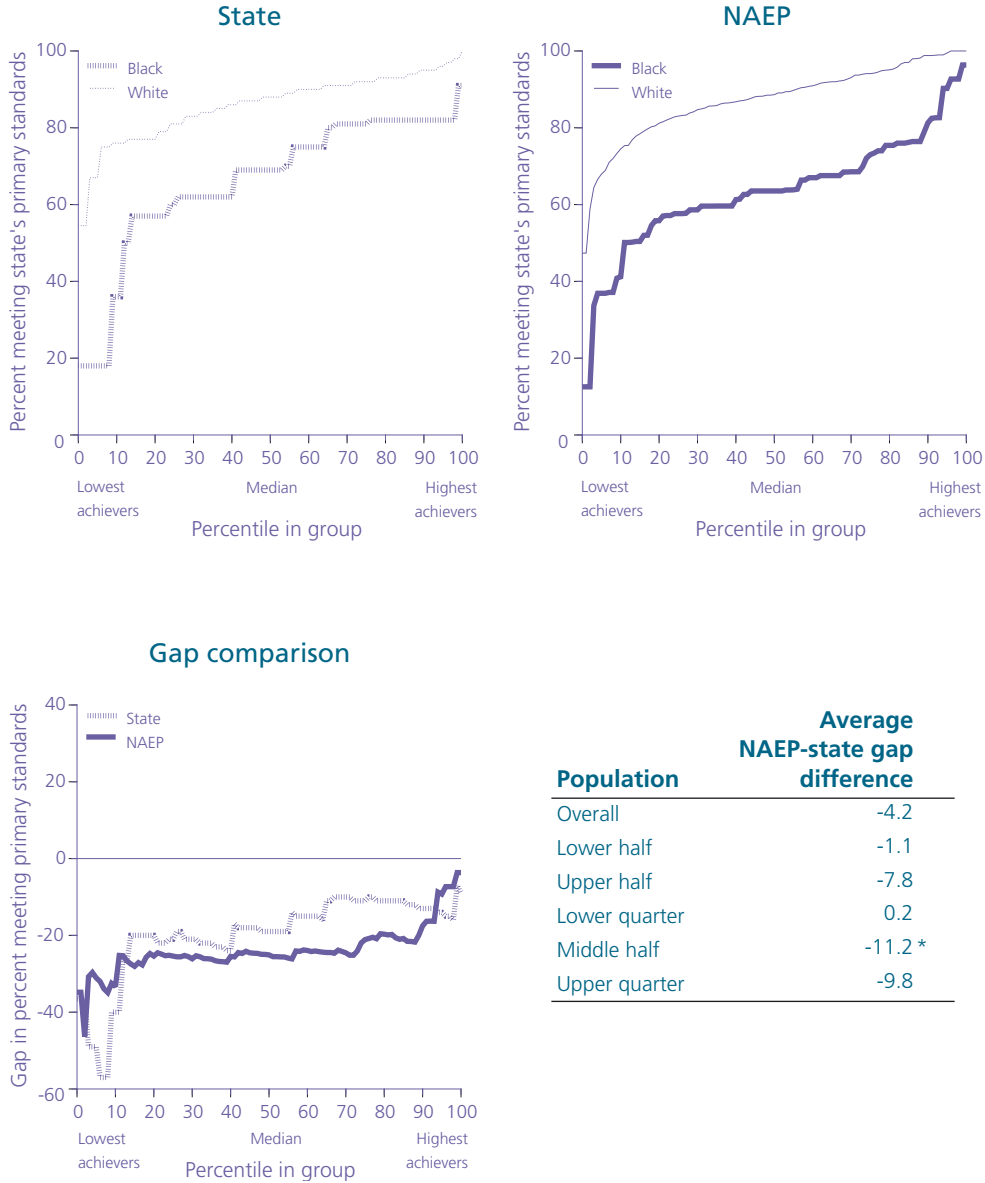 State
Percent meeting state's primary standards
100
80
60
40
20
0
Black
White
0 10 20 30 40 50 60 70 80 90 100
Lowest achievers
Median
Highest achievers
Percentile in group
NAEP
Percent meeting state's primary standards
100
80
60
40
20
0
Black
White
0 10 20 30 40 50 60 70 80 90 100
Lowest achievers
Median
Highest achievers
Percentile in group
Gap comparison
Gap in percent meeting primary standards
40
20
0
-20
-40
-60
State
NAEP
0 10 20 30 40 50 60 70 80 90 100
Lowest achievers
Median
Highest achievers
Percentile in group
Average
NAEP-state gap
Population difference
Overall -4.2
Lower half -1.1
Upper half -7.8
Lower quarter 0.2
Middle half -11.2 *
Upper quarter -9.8